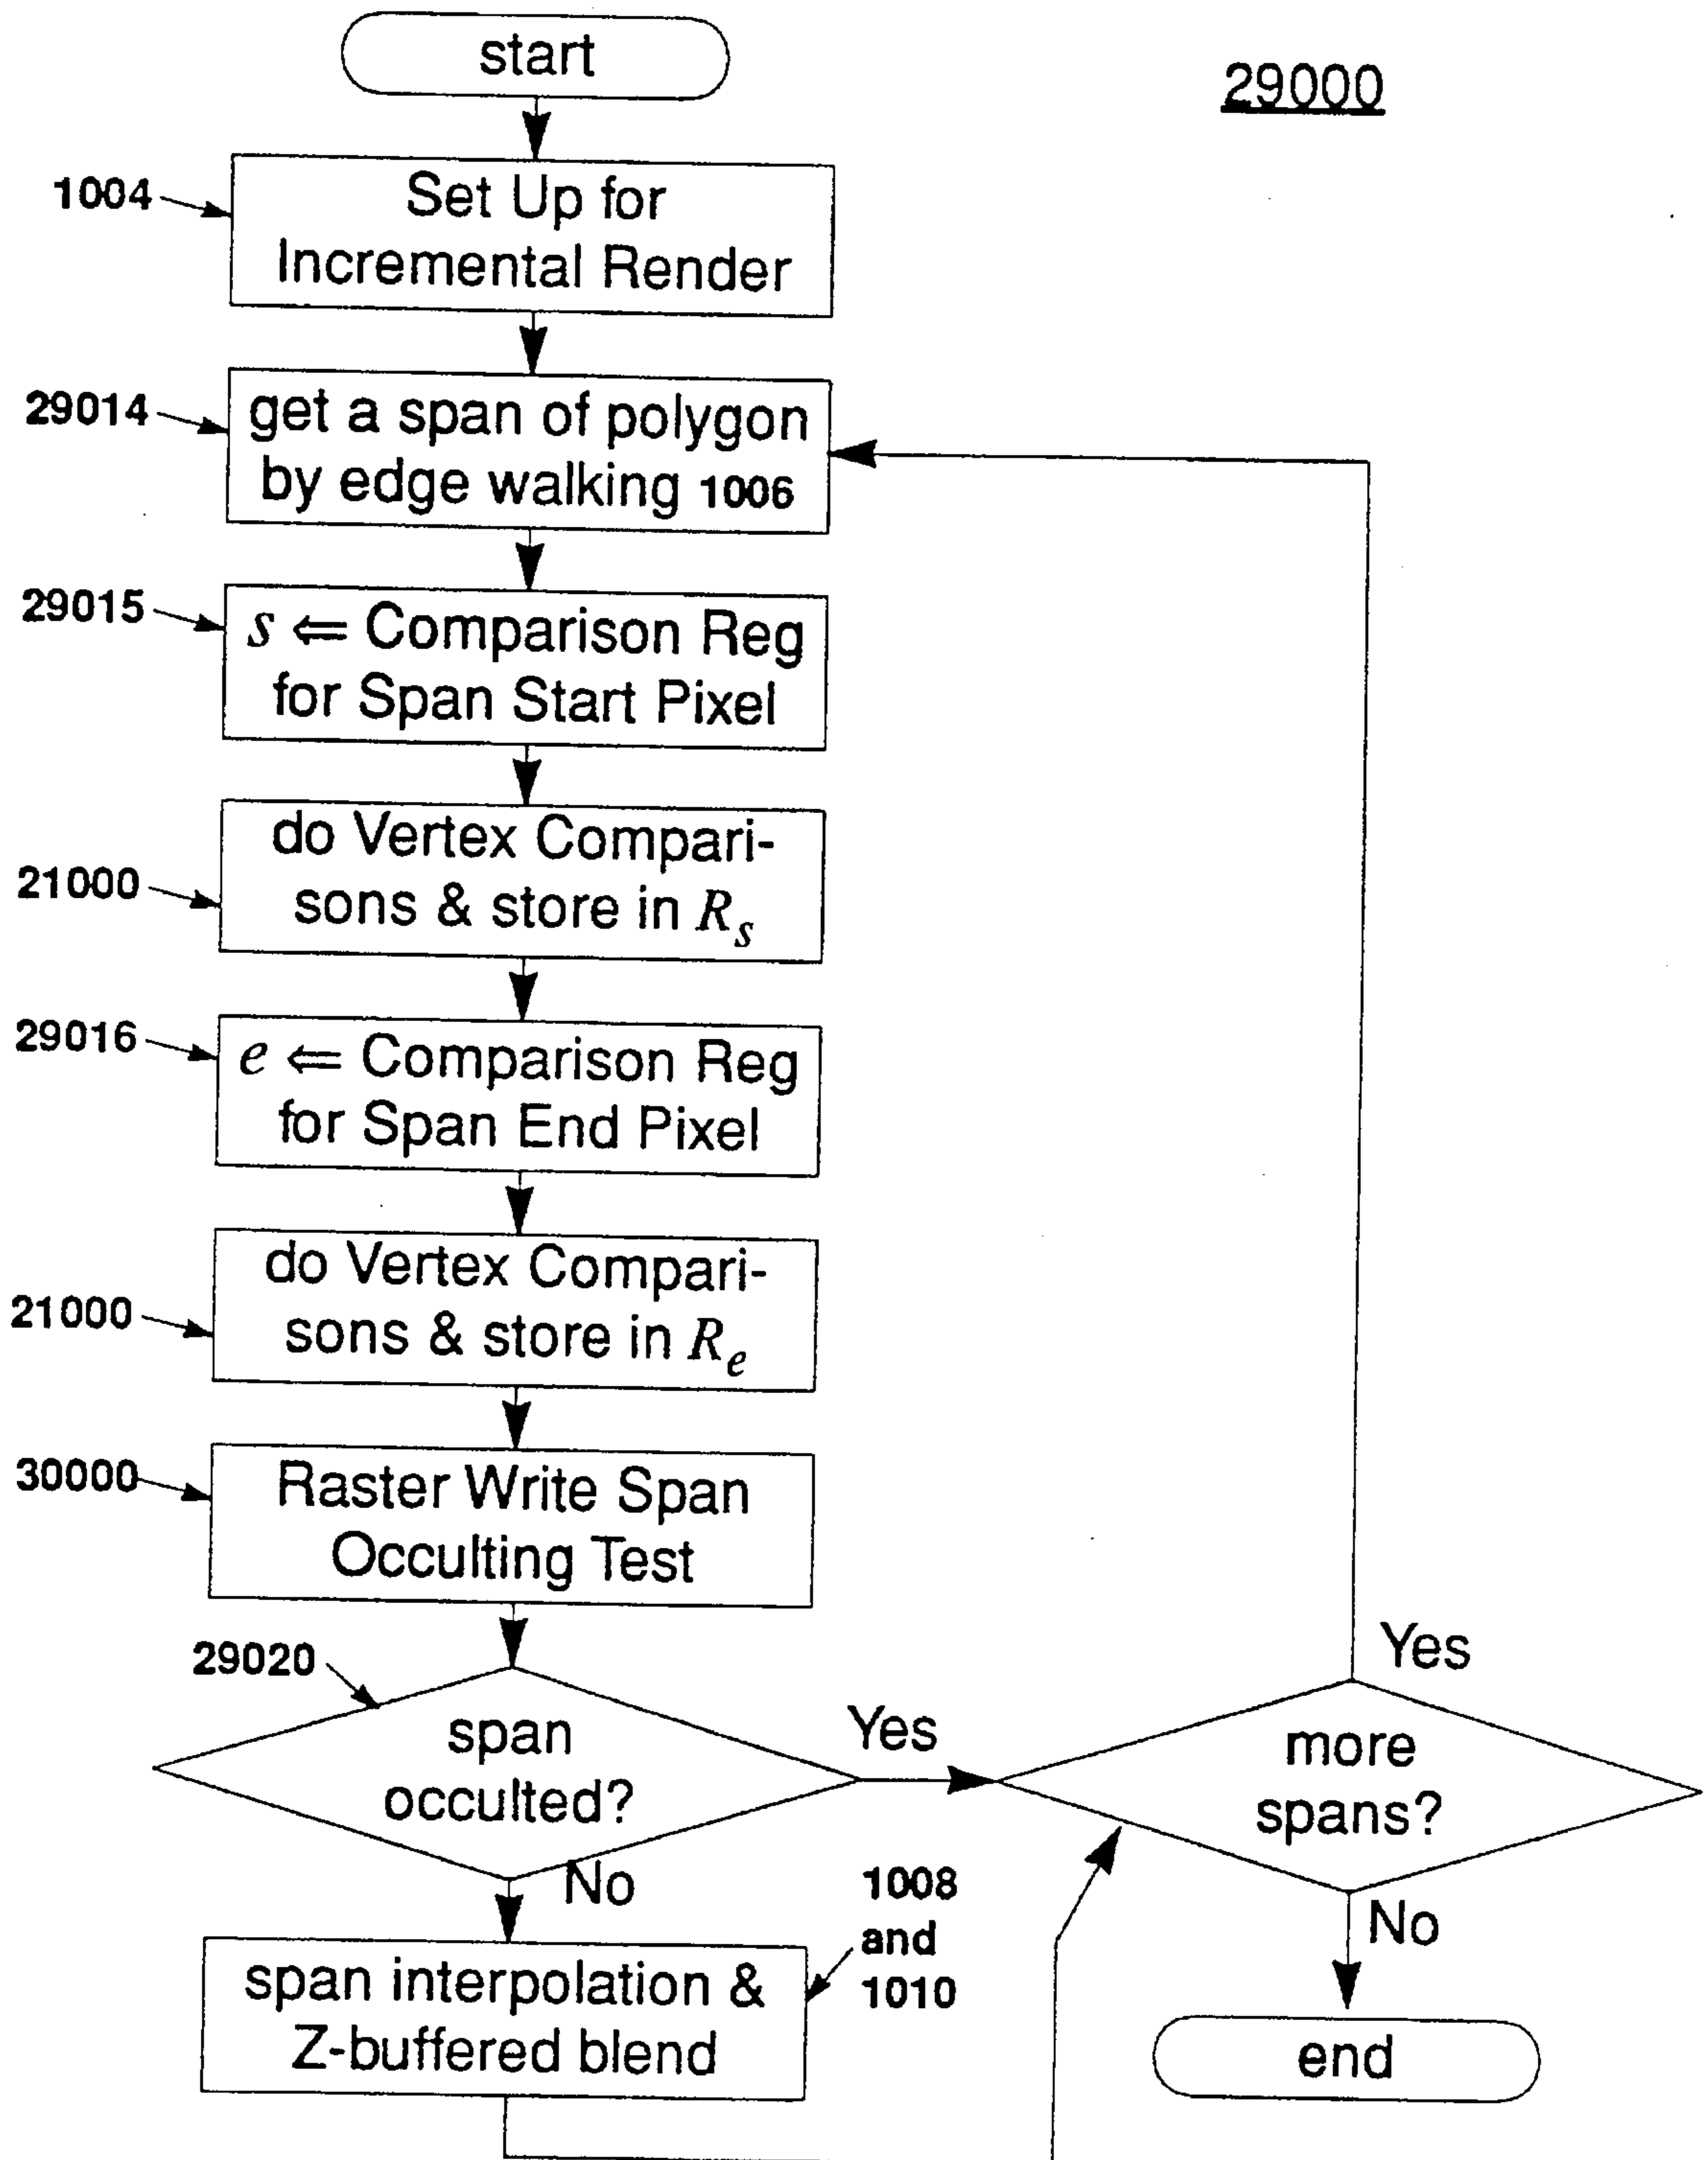 start
29000
1004
Set Up for
Incremental Render
29014
get a span of polygon
by edge walking 1006
29015
s ⇐ Comparison Reg
for Span Start Pixel
21000
do Vertex Compari-
sons & store in Rs
29016
e ⇐ Comparison Reg
for Span End Pixel
21000
do Vertex Compari-
sons & store in Re
30000
Raster Write Span
Occulting Test
29020
span
occulted?
Yes
No
more
spans?
Yes
No
1008
and
1010
span interpolation &
Z-buffered blend
end